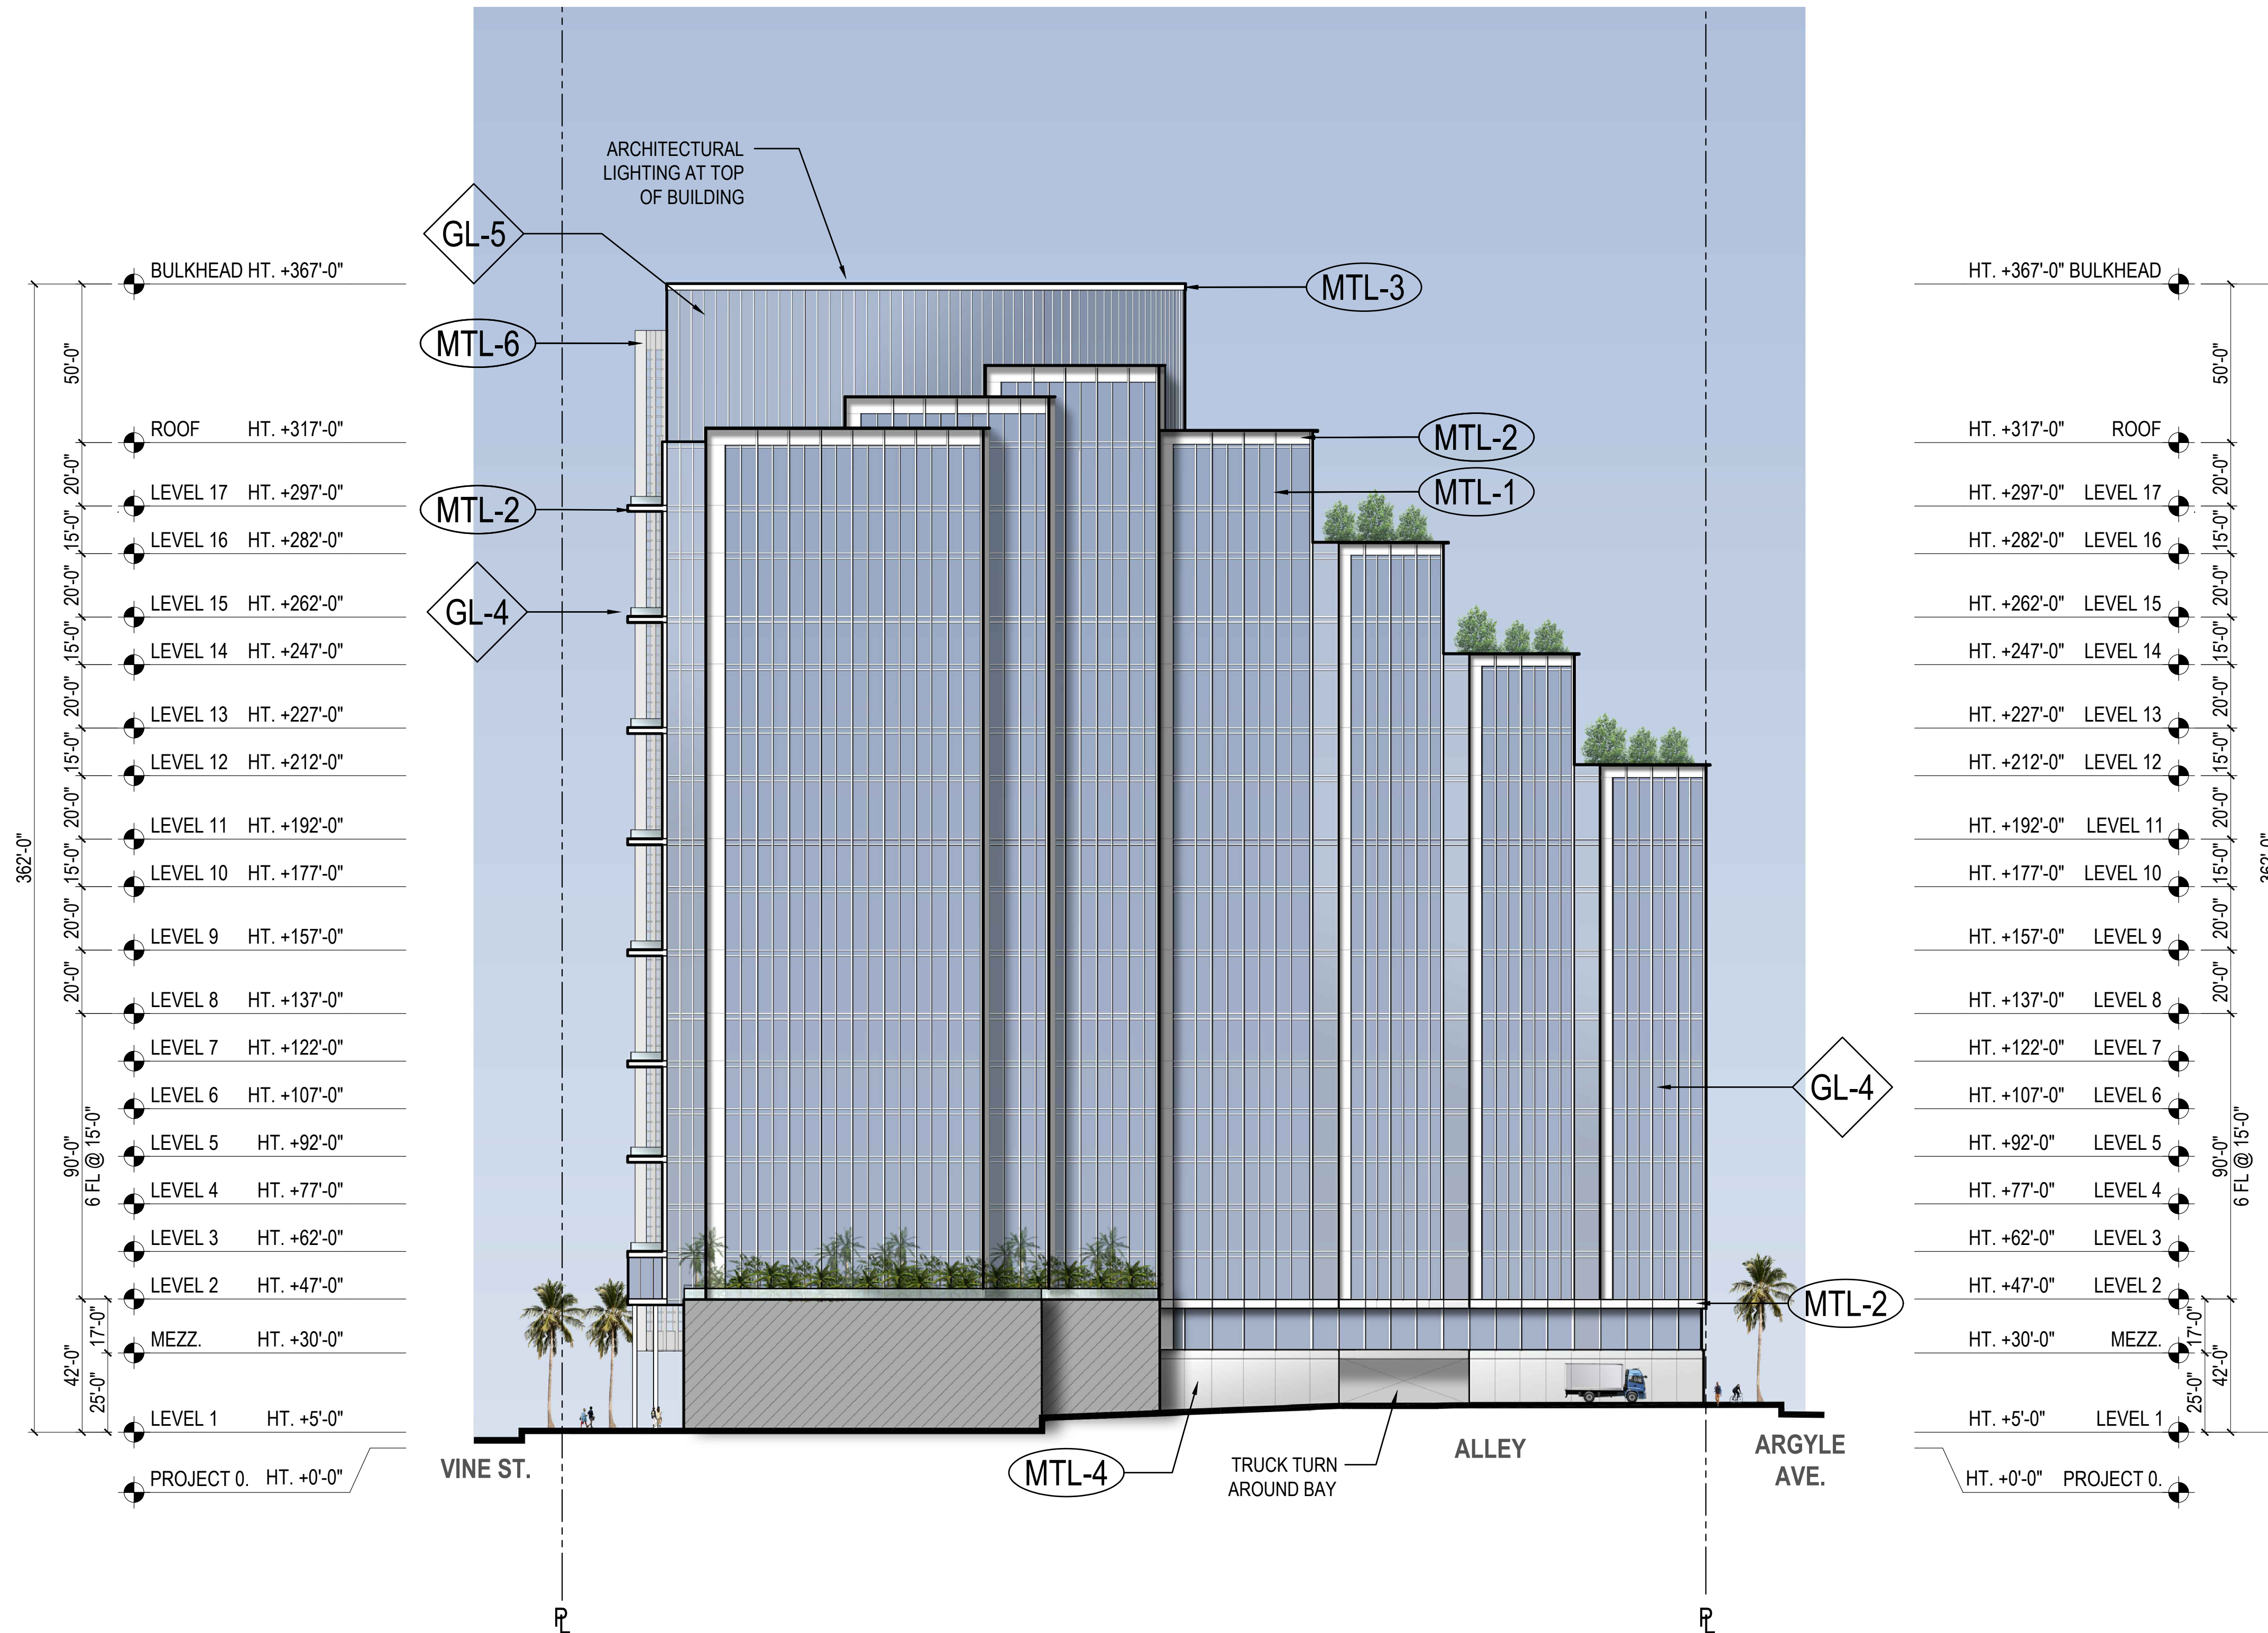 ARCHITECTURAL
LIGHTING AT TOP
OF BUILDING
GL-5
MTL-3
MTL-6
MTL-2
MTL-2
MTL-1
GL-4
GL-4
MTL-2
MTL-4
TRUCK TURN
AROUND BAY
ALLEY
VINE ST.
ARGYLE
AVE.
PL
PL
BULKHEAD HT. +367'-0"
ROOF HT. +317'-0"
LEVEL 17 HT. +297'-0"
LEVEL 16 HT. +282'-0"
LEVEL 15 HT. +262'-0"
LEVEL 14 HT. +247'-0"
LEVEL 13 HT. +227'-0"
LEVEL 12 HT. +212'-0"
LEVEL 11 HT. +192'-0"
LEVEL 10 HT. +177'-0"
LEVEL 9 HT. +157'-0"
LEVEL 8 HT. +137'-0"
LEVEL 7 HT. +122'-0"
LEVEL 6 HT. +107'-0"
LEVEL 5 HT. +92'-0"
LEVEL 4 HT. +77'-0"
LEVEL 3 HT. +62'-0"
LEVEL 2 HT. +47'-0"
MEZZ. HT. +30'-0"
LEVEL 1 HT. +5'-0"
PROJECT 0. HT. +0'-0"
362'-0"
50'-0"
20'-0"
15'-0"
20'-0"
15'-0"
20'-0"
15'-0"
20'-0"
15'-0"
20'-0"
20'-0"
90'-0"
6 FL @ 15'-0"
42'-0"
17'-0"
25'-0"
HT. +367'-0" BULKHEAD
HT. +317'-0" ROOF
HT. +297'-0" LEVEL 17
HT. +282'-0" LEVEL 16
HT. +262'-0" LEVEL 15
HT. +247'-0" LEVEL 14
HT. +227'-0" LEVEL 13
HT. +212'-0" LEVEL 12
HT. +192'-0" LEVEL 11
HT. +177'-0" LEVEL 10
HT. +157'-0" LEVEL 9
HT. +137'-0" LEVEL 8
HT. +122'-0" LEVEL 7
HT. +107'-0" LEVEL 6
HT. +92'-0" LEVEL 5
HT. +77'-0" LEVEL 4
HT. +62'-0" LEVEL 3
HT. +47'-0" LEVEL 2
HT. +30'-0" MEZZ.
HT. +5'-0" LEVEL 1
HT. +0'-0" PROJECT 0.
50'-0"
20'-0"
15'-0"
20'-0"
15'-0"
20'-0"
15'-0"
20'-0"
15'-0"
20'-0"
20'-0"
90'-0"
6 FL @ 15'-0"
17'-0"
25'-0"
42'-0"
362'-0"